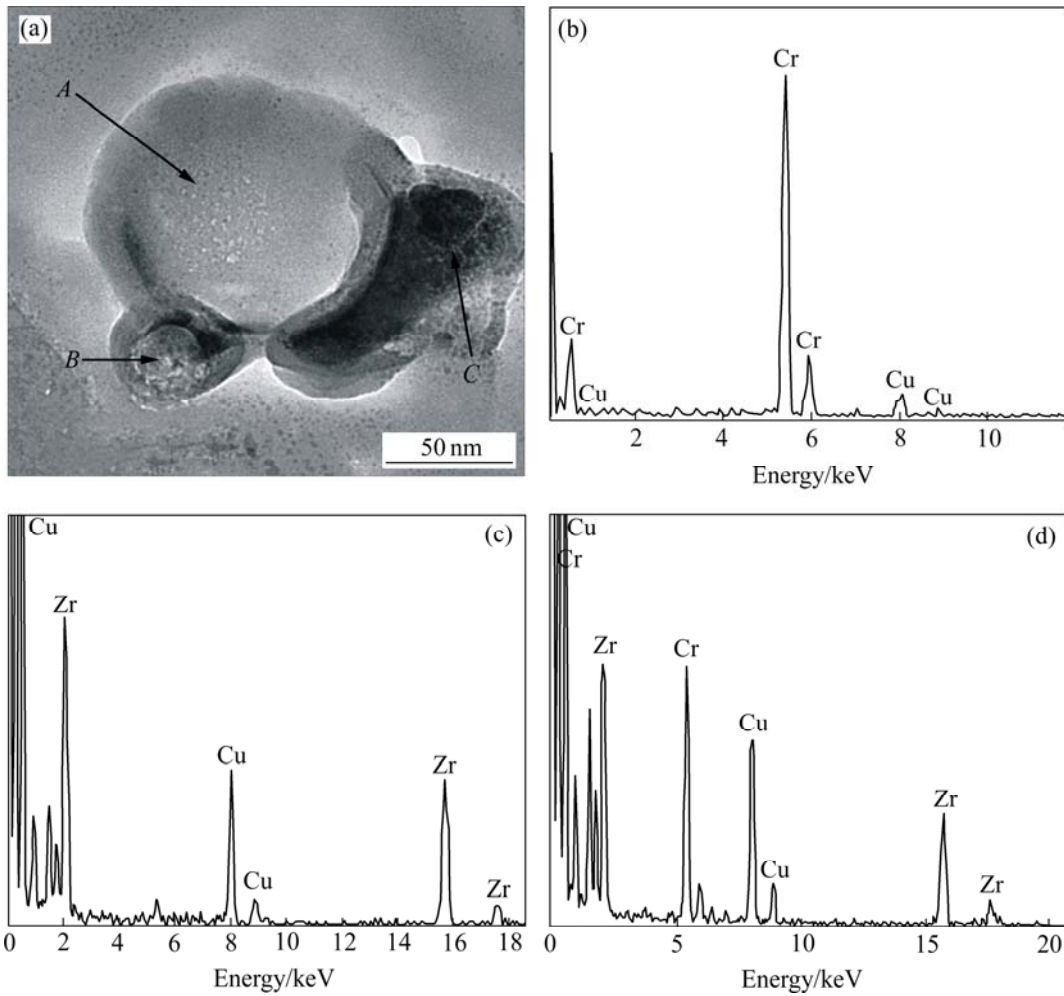 (a)
A
B
C
50 nm
(b)
Cr
Cr
Cu
Cr
Cu
Cu
2 4 6 8 10
Energy/keV
(c)
Cu
Zr
Cu
Cu
Zr
Zr
0 2 4 6 8 10 12 14 16 18
Energy/keV
(d)
Cu
Cr
Zr
Cr
Cu
Cu
Zr
Zr
0 5 10 15 20
Energy/keV